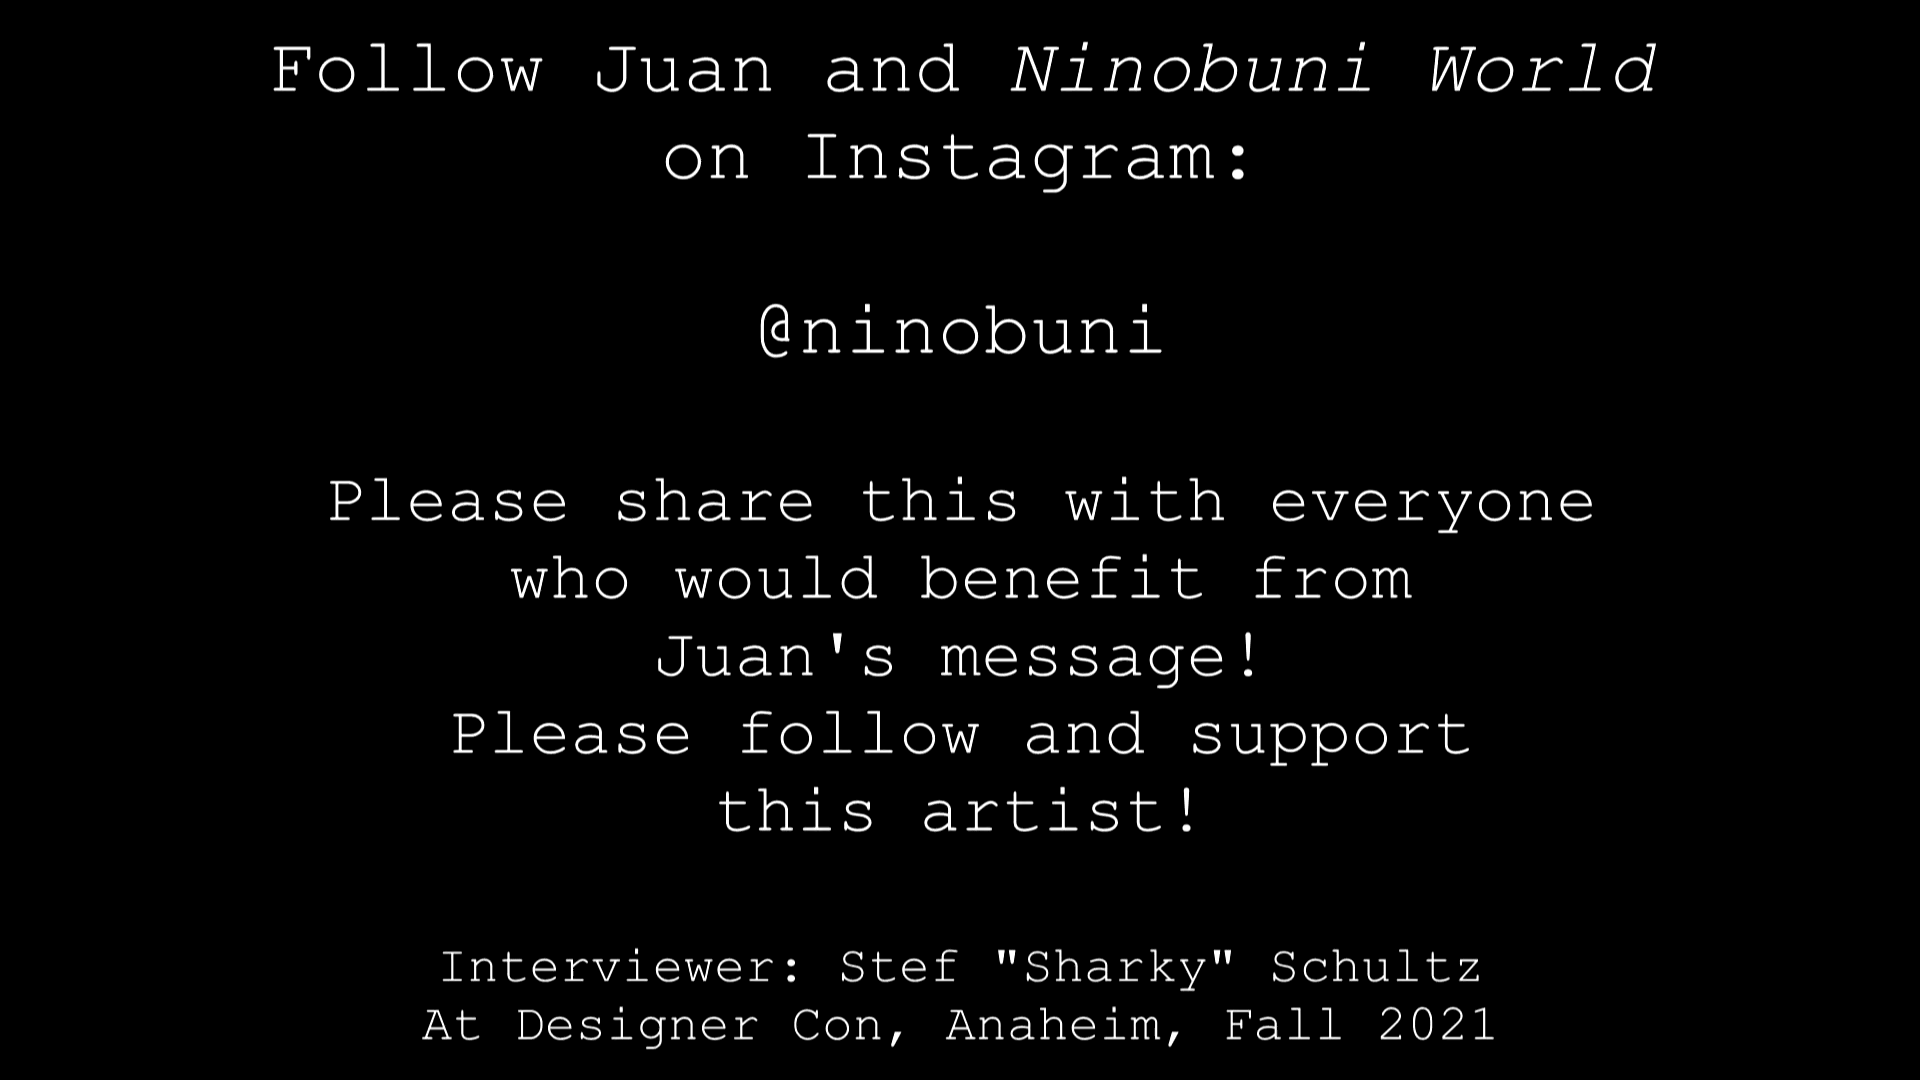 Follow Juan and Ninobuni World
on Instagram:
@ninobuni
Please share this with everyone
who would benefit from
Juan's message!
Please follow and support
this artist!
Interviewer: Stef "Sharky" Schultz
At Designer Con, Anaheim, Fall 2021